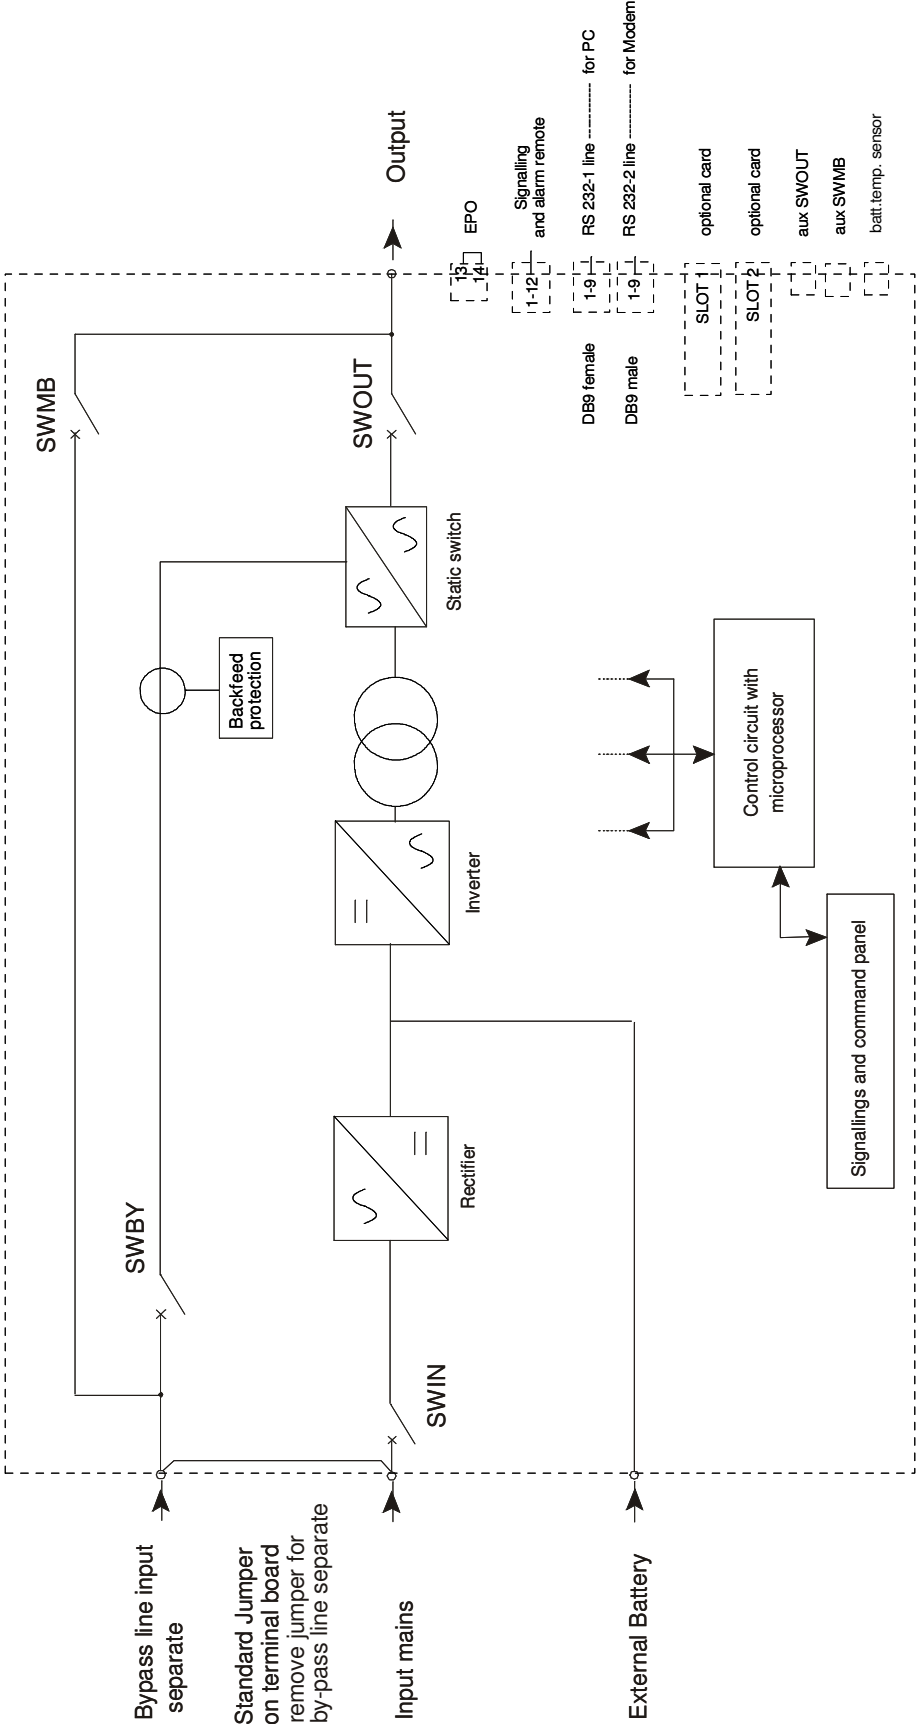 Bypass line input
separate
Standard Jumper
on terminal board
remove jumper for
by-pass line separate
Input mains
External Battery
SWMB
SWBY
SWIN
SWOUT
Backfeed
protection
Rectifier
Inverter
Static switch
Output
Control circuit with
microprocessor
Signallings and command panel
13
14
EPO
1-12
Signalling
and alarm remote
DB9 female
1-9
RS 232-1 line ---------- for PC
DB9 male
1-9
RS 232-2 line ---------- for Modem
SLOT 1
optional card
SLOT 2
optional card
aux SWOUT
aux SWMB
batt.temp. sensor